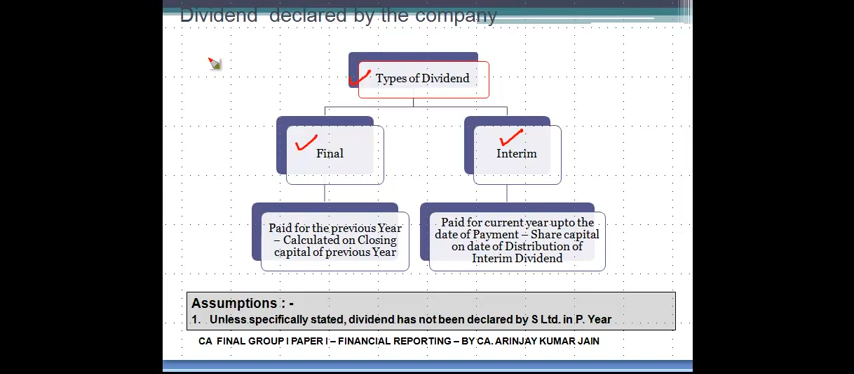 Dividend declared by the company
Types of Dividend
Final
Interim
Paid for the previous Year
– Calculated on Closing
capital of previous Year
Paid for current year upto the
date of Payment – Share capital
on date of Distribution of
Interim Dividend
Assumptions : -
1. Unless specifically stated, dividend has not been declared by S Ltd. in P. Year
CA FINAL GROUP I PAPER I – FINANCIAL REPORTING – BY CA. ARINJAY KUMAR JAIN